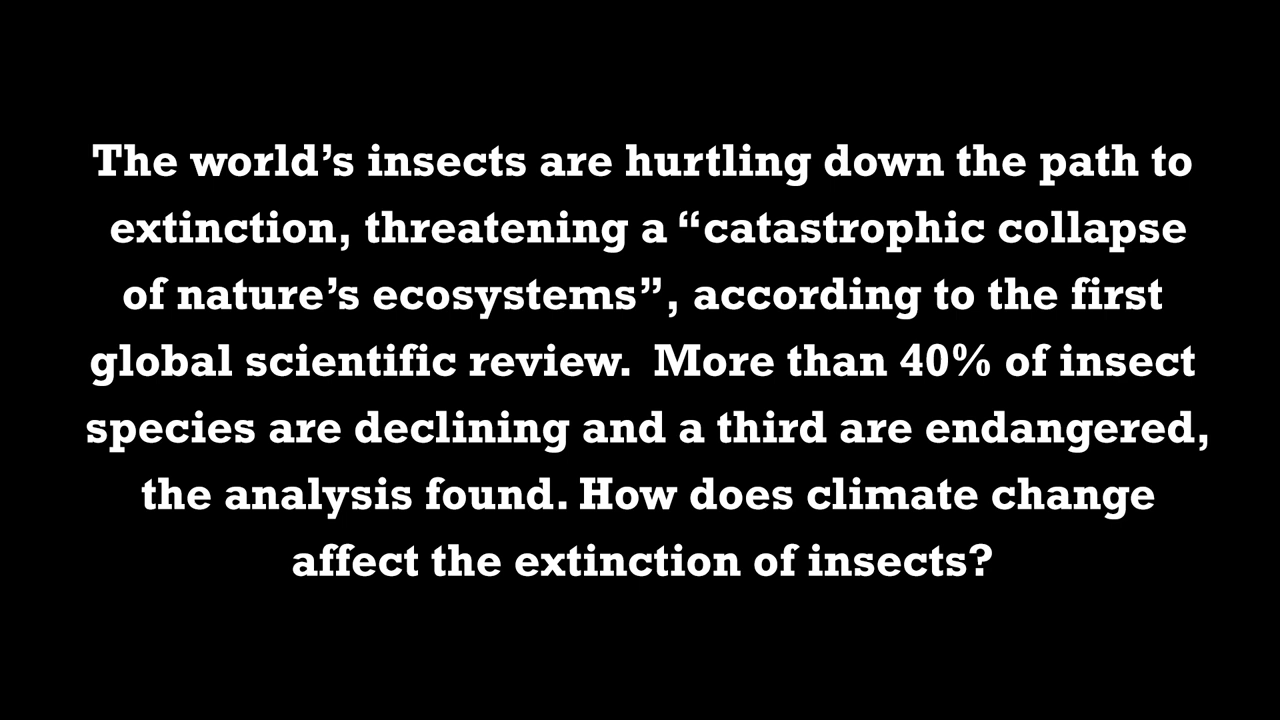 The world’s insects are hurtling down the path to
extinction, threatening a “catastrophic collapse
of nature’s ecosystems”, according to the first
global scientific review.  More than 40% of insect
species are declining and a third are endangered,
the analysis found. How does climate change
affect the extinction of insects?